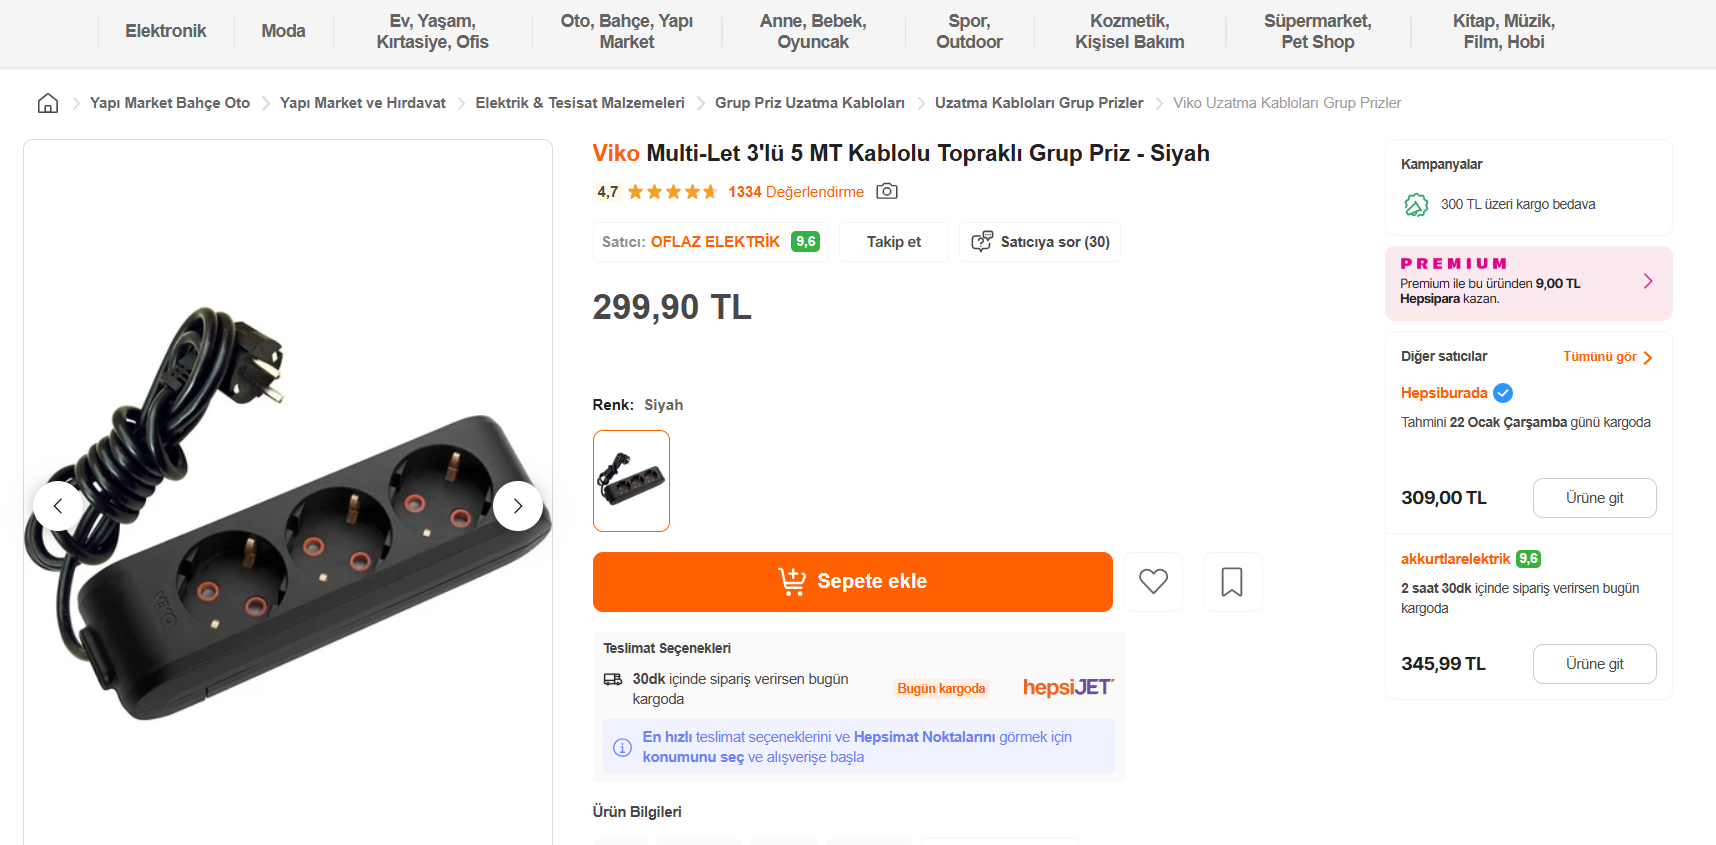 Elektronik
Moda
Ev, Yaşam,
Kırtasiye, Ofis
Oto, Bahçe, Yapı
Market
Anne, Bebek,
Oyuncak
Spor,
Outdoor
Kozmetik,
Kişisel Bakım
Süpermarket,
Pet Shop
Kitap, Müzik,
Film, Hobi
Yapı Market Bahçe Oto
Yapı Market ve Hırdavat
Elektrik & Tesisat Malzemeleri
Grup Priz Uzatma Kabloları
Uzatma Kabloları Grup Prizler
Viko Uzatma Kabloları Grup Prizler
Viko Multi-Let 3'lü 5 MT Kablolu Topraklı Grup Priz - Siyah
4,7 1334 Değerlendirme
Satıcı: OFLAZ ELEKTRİK 9,6
Takip et
Satıcıya sor (30)
299,90 TL
Renk: Siyah
Sepete ekle
Teslimat Seçenekleri
30dk içinde sipariş verirsen bugün
kargoda
Bugün kargoda
hepsiJET
En hızlı teslimat seçeneklerini ve Hepsimat Noktalarını görmek için
konumunu seç ve alışverişe başla
Ürün Bilgileri
Kampanyalar
300 TL üzeri kargo bedava
PREMIUM
Premium ile bu üründen 9,00 TL
Hepsipara kazan.
Diğer satıcılar
Tümünü gör
Hepsiburada
Tahmini 22 Ocak Çarşamba günü kargoda
309,00 TL
Ürüne git
akkurtlarelektrik 9,6
2 saat 30dk içinde sipariş verirsen bugün
kargoda
345,99 TL
Ürüne git